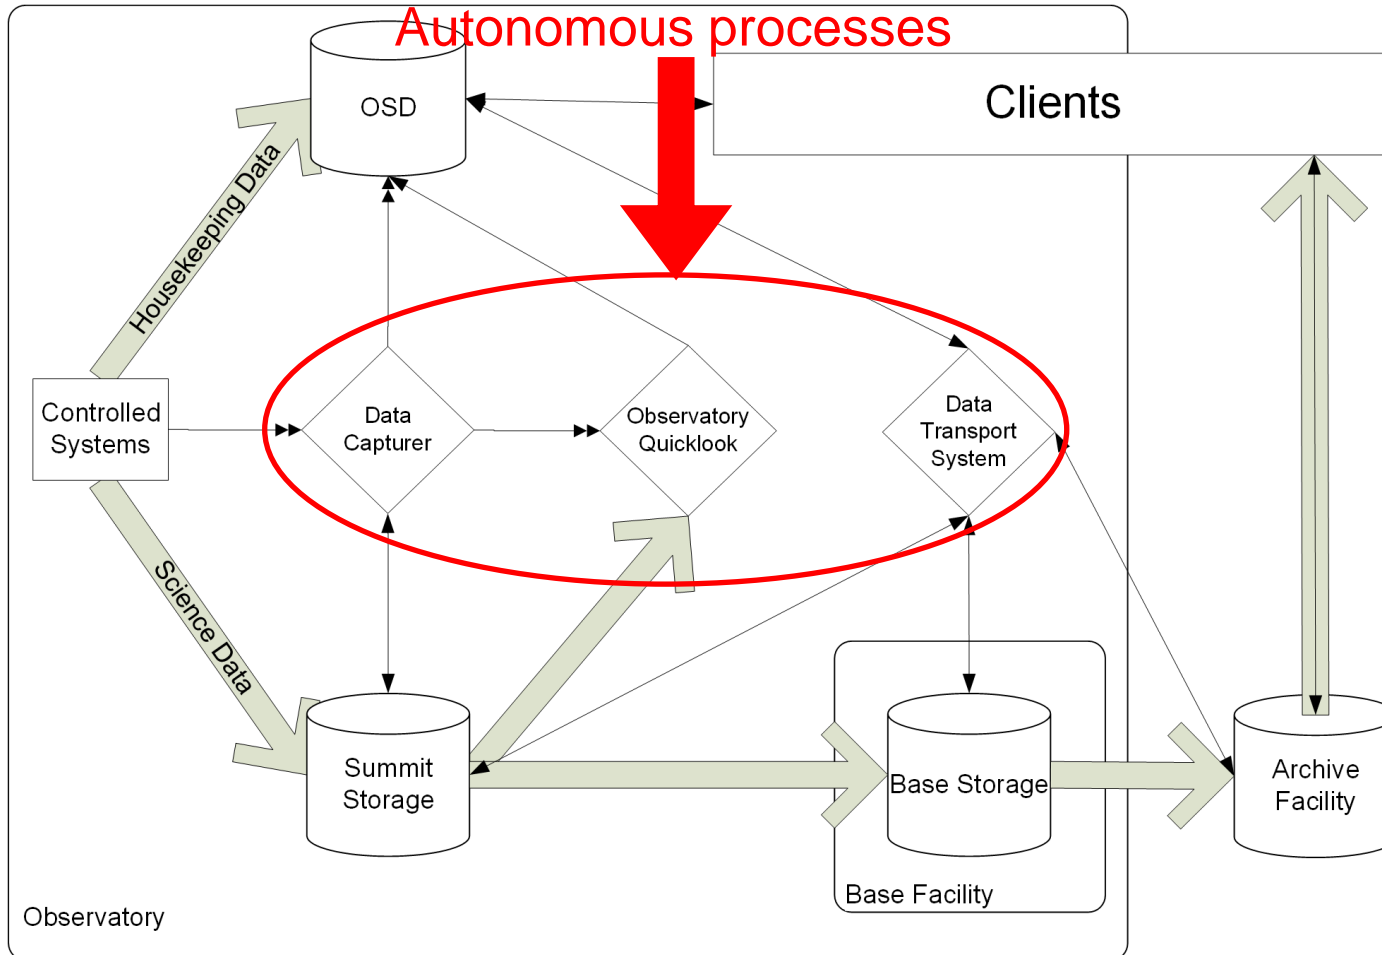 Autonomous processes
OSD
Clients
Housekeeping Data
Controlled
Systems
Data
Capturer
Observatory
Quicklook
Data
Transport
System
Science Data
Summit
Storage
Base Storage
Archive
Facility
Base Facility
Observatory